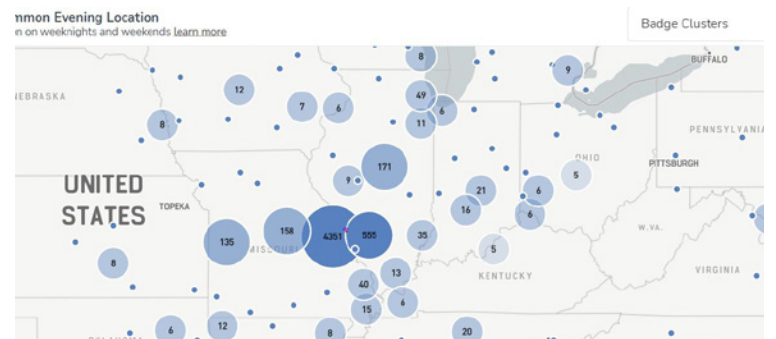 mmon Evening Location
n on weeknights and weekends learn more
Badge Clusters
8
9
BUFFALO
12
49
NEBRASKA
7
6
6
8
11
PENNSYLVANIA
OHIO
171
PITTSBURGH
9
5
UNITED
STATES
TOPEKA
21
6
16
6
158
4351
555
35
135
MISSOURI
W.VA.
5
8
13
KENTUCKY
VIRGINIA
40
6
15
6
12
8
20
OKLAHOMA